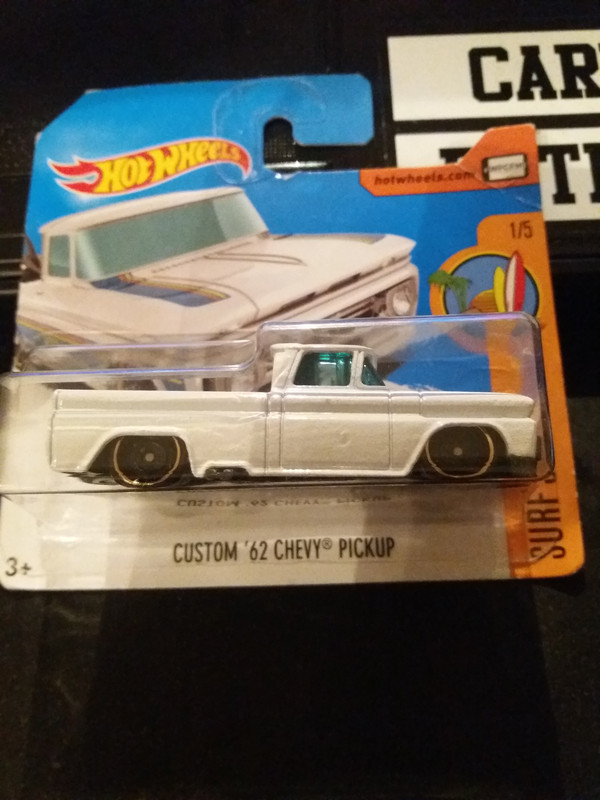 CAR
HOT WHEELS
hotwheels.com
1/5
SURF
CUSTOM '62 CHEVY® PICKUP
3+